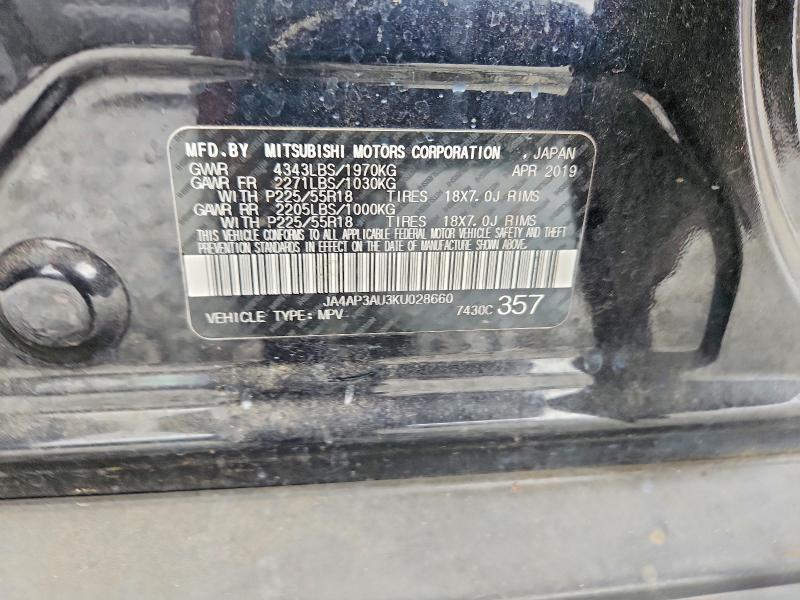 MFD.BY MITSUBISHI MOTORS CORPORATION , JAPAN
GVWR 4343LBS/1970KG APR 2019
GAWR FR 2271LBS/1030KG
WITH P225/55R18 TIRES 18X7.0J RIMS
GAWR RR 2205LBS/1000KG
WITH P225/55R18 TIRES 18X7.0J RIMS
THIS VEHICLE CONFORMS TO ALL APPLICABLE FEDERAL MOTOR VEHICLE SAFETY AND THEFT
PREVENTION STANDARDS IN EFFECT ON THE DATE OF MANUFACTURE SHOWN ABOVE.
JA4AP3AU3KU028660
VEHICLE TYPE: MPV 7430C 357